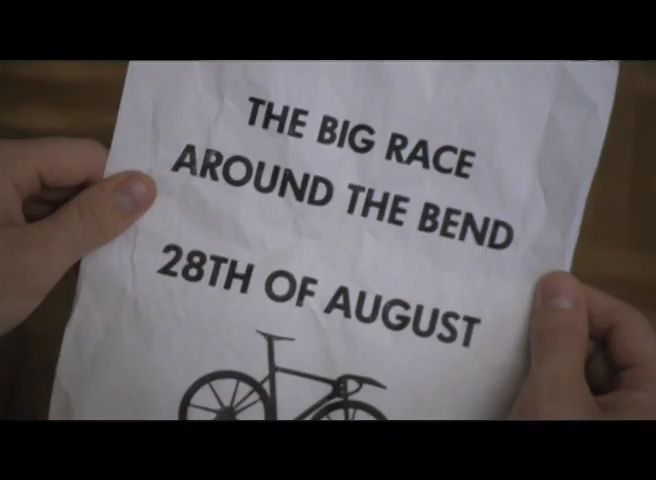 THE BIG RACE
AROUND THE BEND
28TH OF AUGUST